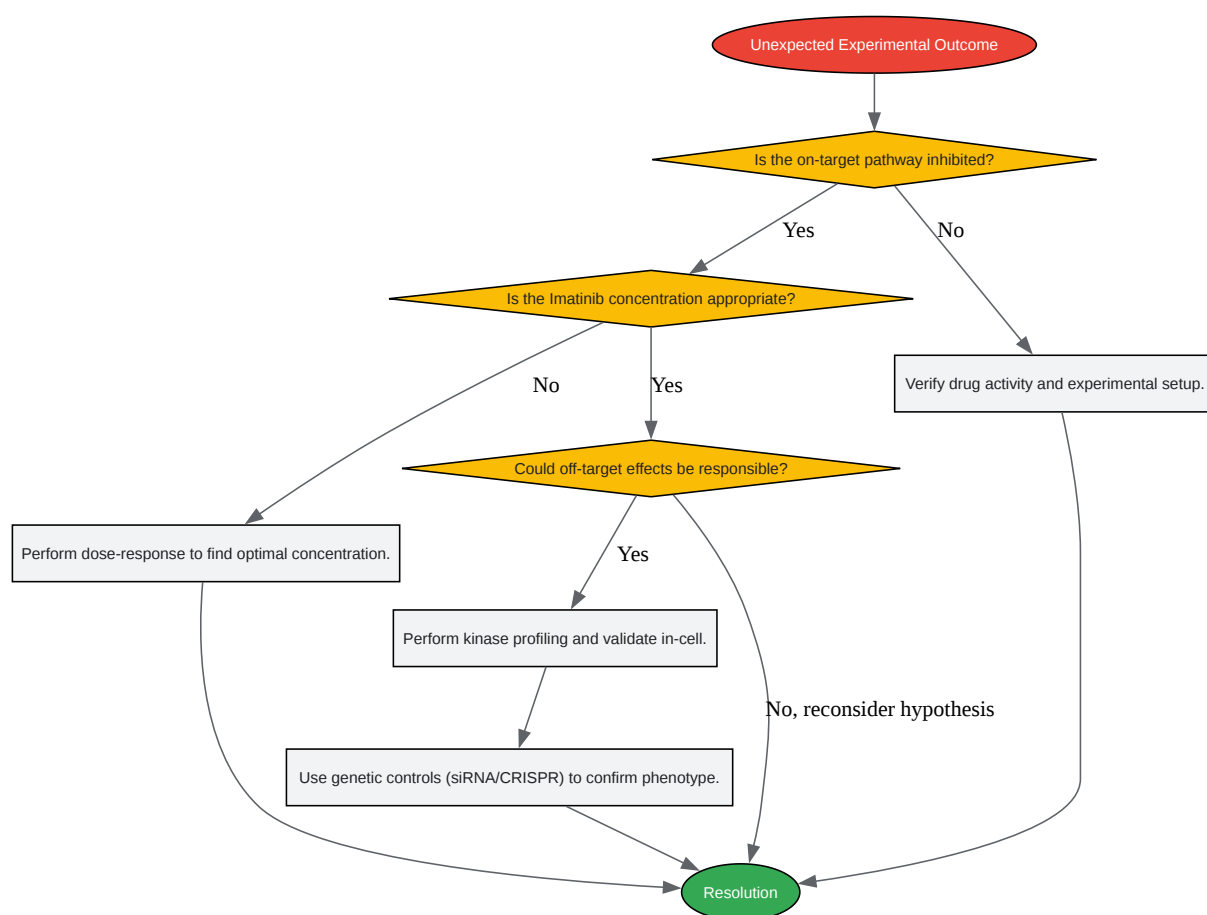 Unexpected Experimental Outcome
Is the on-target pathway inhibited?
Yes
No
Is the Imatinib concentration appropriate?
No
Yes
Verify drug activity and experimental setup.
Could off-target effects be responsible?
Perform dose-response to find optimal concentration.
Yes
Perform kinase profiling and validate in-cell.
No, reconsider hypothesis
Use genetic controls (siRNA/CRISPR) to confirm phenotype.
Resolution